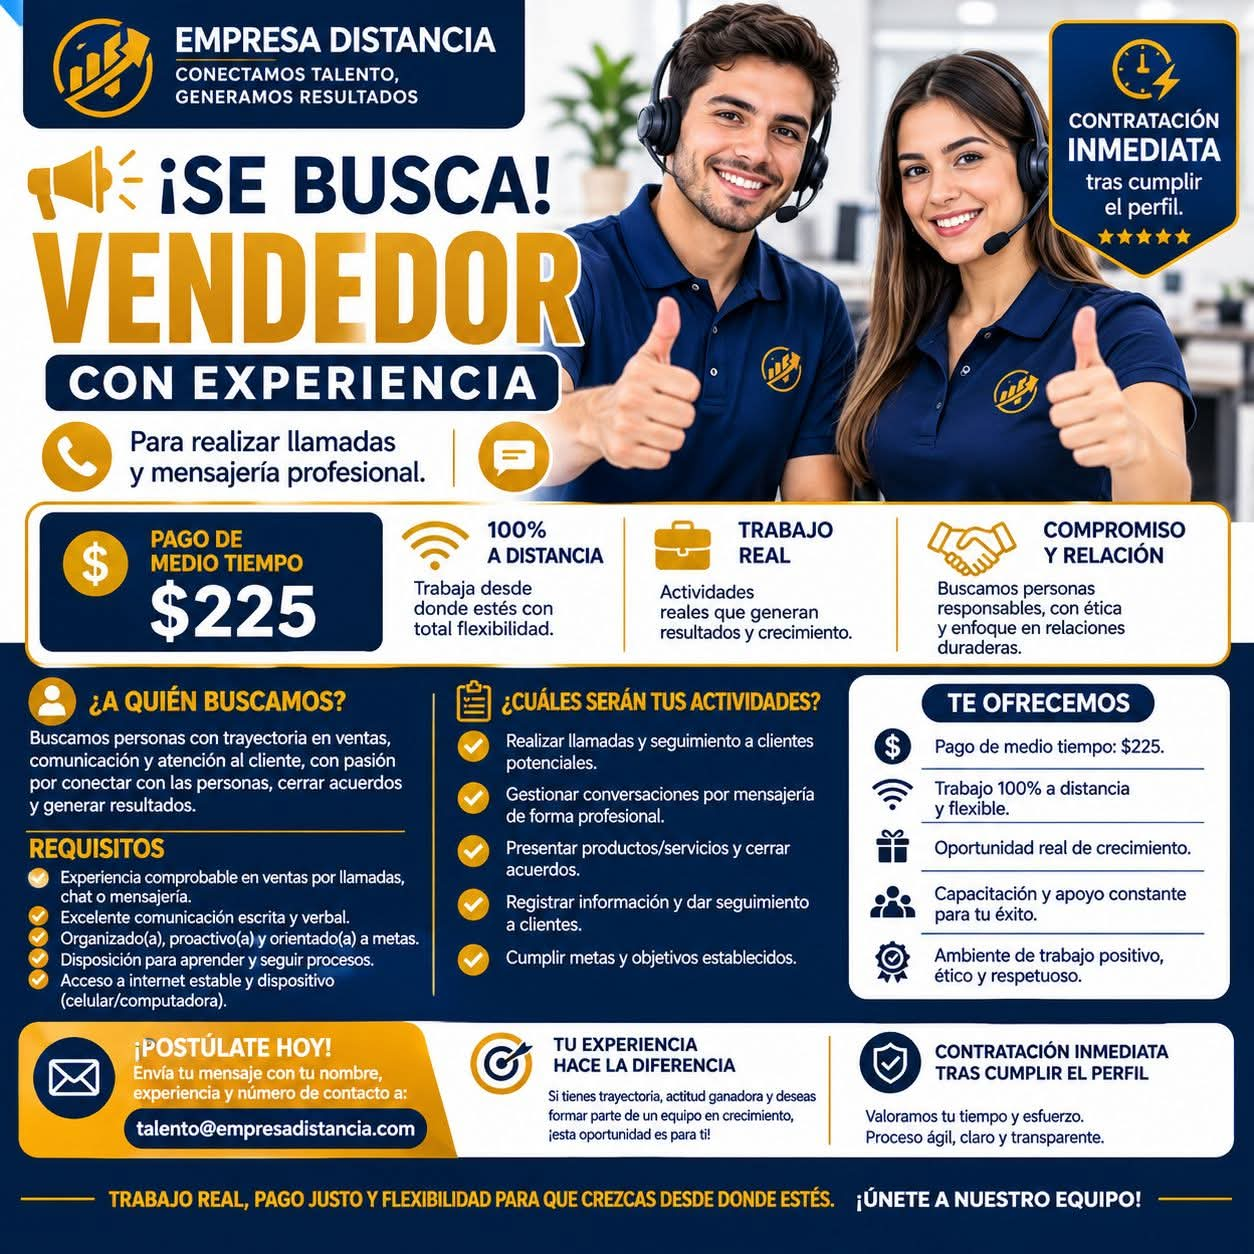 EMPRESA DISTANCIA
CONECTAMOS TALENTO,
GENERAMOS RESULTADOS
CONTRATACIÓN
INMEDIATA
tras cumplir
el perfil.
¡SE BUSCA!
VENDEDOR
CON EXPERIENCIA
Para realizar llamadas
y mensajería profesional.
PAGO DE
MEDIO TIEMPO
$225
100%
A DISTANCIA
Trabaja desde
donde estés con
total flexibilidad.
TRABAJO
REAL
Actividades
reales que generan
resultados y crecimiento.
COMPROMISO
Y RELACIÓN
Buscamos personas
responsables, con ética
y enfoque en relaciones
duraderas.
¿A QUIÉN BUSCAMOS?
Buscamos personas con trayectoria en ventas,
comunicación y atención al cliente, con pasión
por conectar con las personas, cerrar acuerdos
y generar resultados.
REQUISITOS
Experiencia comprobable en ventas por llamadas,
chat o mensajería.
Excelente comunicación escrita y verbal.
Organizado(a), proactivo(a) y orientado(a) a metas.
Disposición para aprender y seguir procesos.
Acceso a internet estable y dispositivo
(celular/computadora).
¿CUÁLES SERÁN TUS ACTIVIDADES?
Realizar llamadas y seguimiento a clientes
potenciales.
Gestionar conversaciones por mensajería
de forma profesional.
Presentar productos/servicios y cerrar
acuerdos.
Registrar información y dar seguimiento
a clientes.
Cumplir metas y objetivos establecidos.
TE OFRECEMOS
$ Pago de medio tiempo: $225.
Trabajo 100% a distancia
y flexible.
Oportunidad real de crecimiento.
Capacitación y apoyo constante
para tu éxito.
Ambiente de trabajo positivo,
ético y respetuoso.
¡POSTÚLATE HOY!
Envía tu mensaje con tu nombre,
experiencia y número de contacto a:
talento@empresadistancia.com
TU EXPERIENCIA
HACE LA DIFERENCIA
Si tienes trayectoria, actitud ganadora y deseas
formar parte de un equipo en crecimiento,
¡esta oportunidad es para ti!
CONTRATACIÓN INMEDIATA
TRAS CUMPLIR EL PERFIL
Valoramos tu tiempo y esfuerzo.
Proceso ágil, claro y transparente.
TRABAJO REAL, PAGO JUSTO Y FLEXIBILIDAD PARA QUE CREZCAS DESDE DONDE ESTÉS. ¡ÚNETE A NUESTRO EQUIPO!